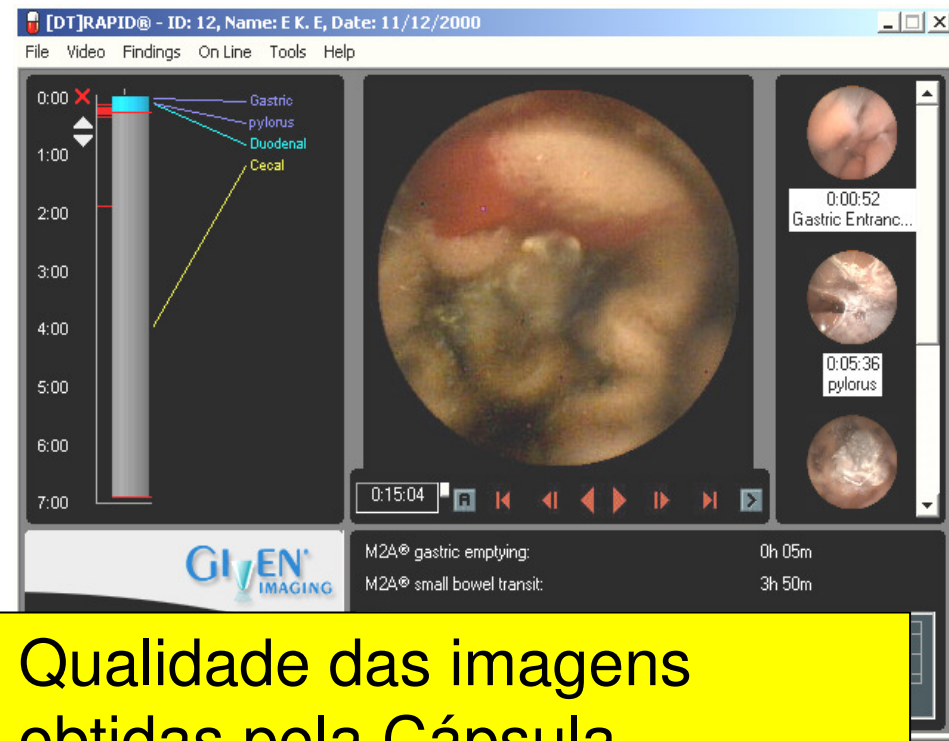 [DT]RAPID® - ID: 12, Name: E K. E, Date: 11/12/2000
File Video Findings On Line Tools Help
0:00
1:00
2:00
3:00
4:00
5:00
6:00
7:00
Gastric
pylorus
Duodenal
Cecal
0:15:04
0:00:52
Gastric Entranc...
0:05:36
pylorus
GIVEN®
IMAGING
M2A® gastric emptying: 0h 05m
M2A® small bowel transit: 3h 50m
Qualidade das imagens
obtidas pela Cápsula